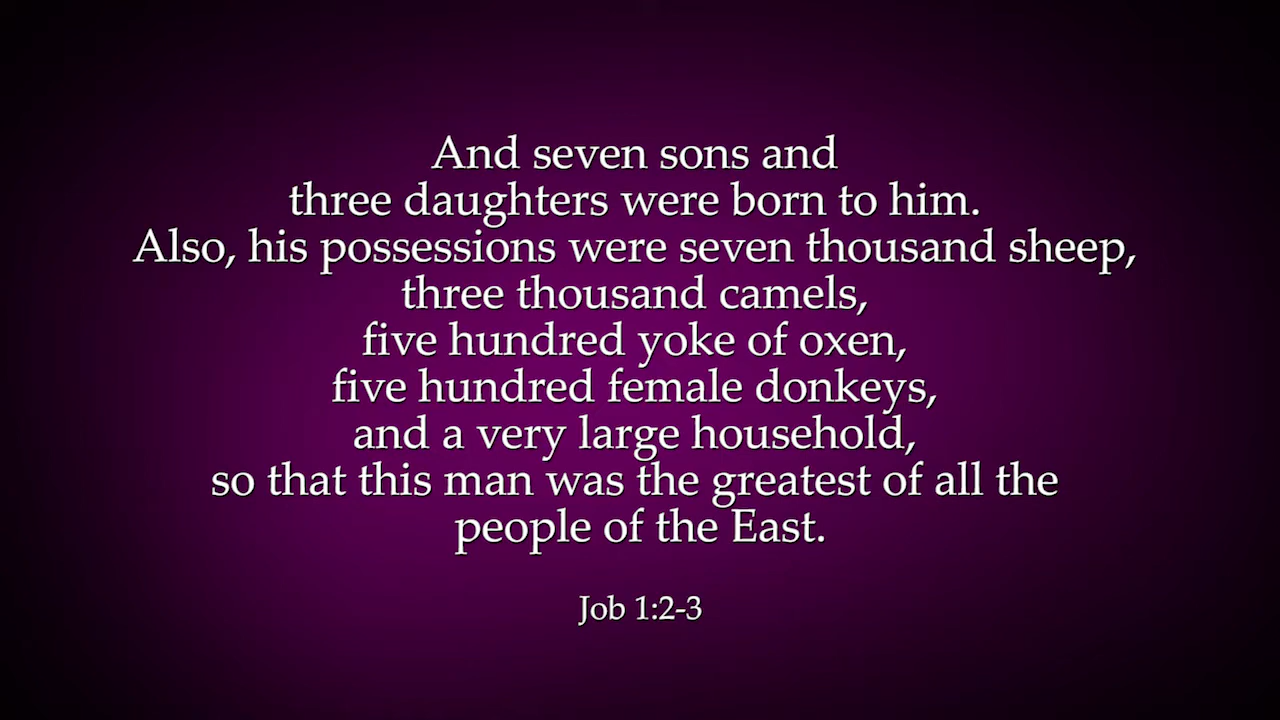 And seven sons and
three daughters were born to him.
Also, his possessions were seven thousand sheep,
three thousand camels,
five hundred yoke of oxen,
five hundred female donkeys,
and a very large household,
so that this man was the greatest of all the
people of the East.
Job 1:2-3